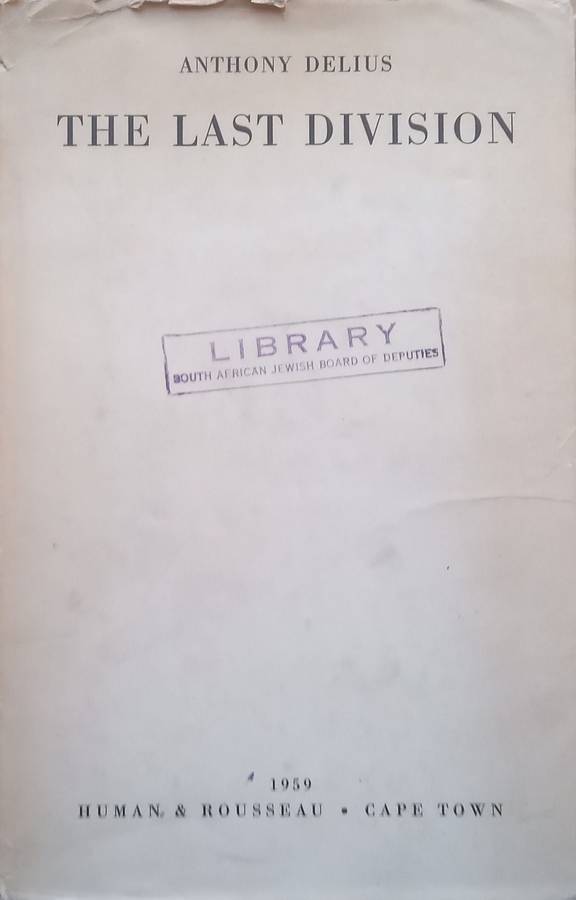 ANTHONY DELIUS
THE LAST DIVISION
LIBRARY
SOUTH AFRICAN JEWISH BOARD OF DEPUTIES
1959
HUMAN & ROUSSEAU • CAPE TOWN